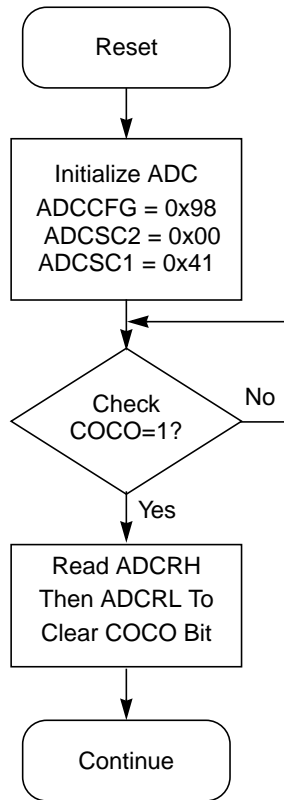 Reset
Initialize ADC
ADCCFG = 0x98
ADCSC2 = 0x00
ADCSC1 = 0x41
Check
COCO=1?
No
Yes
Read ADCRH
Then ADCRL To
Clear COCO Bit
Continue